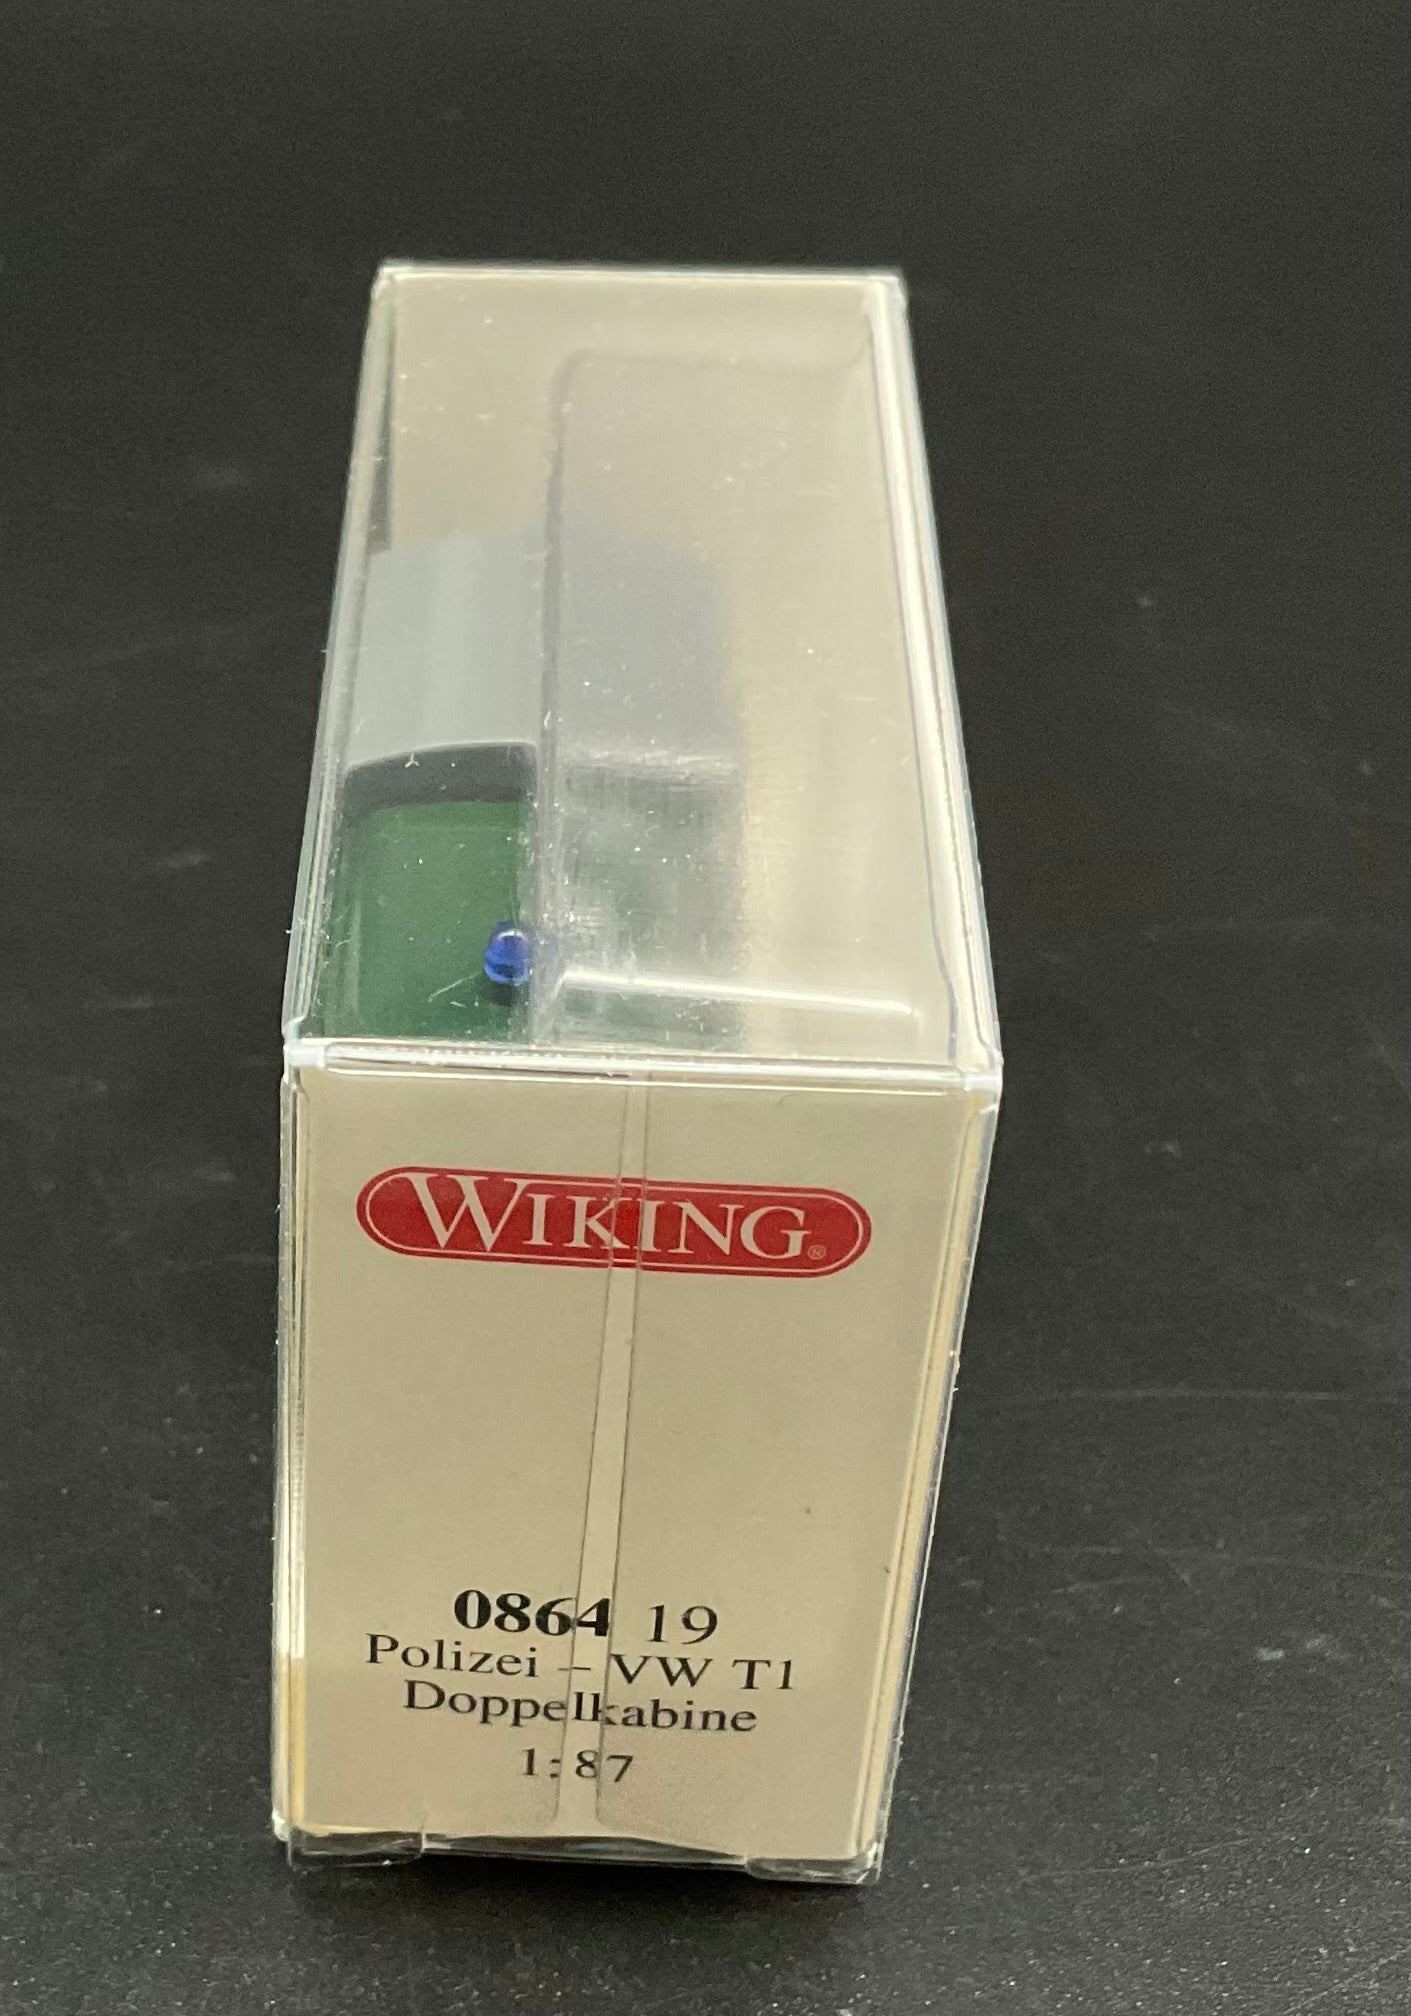 WIKING®
0864 19
Polizei – VW T1
Doppelkabine
1:87